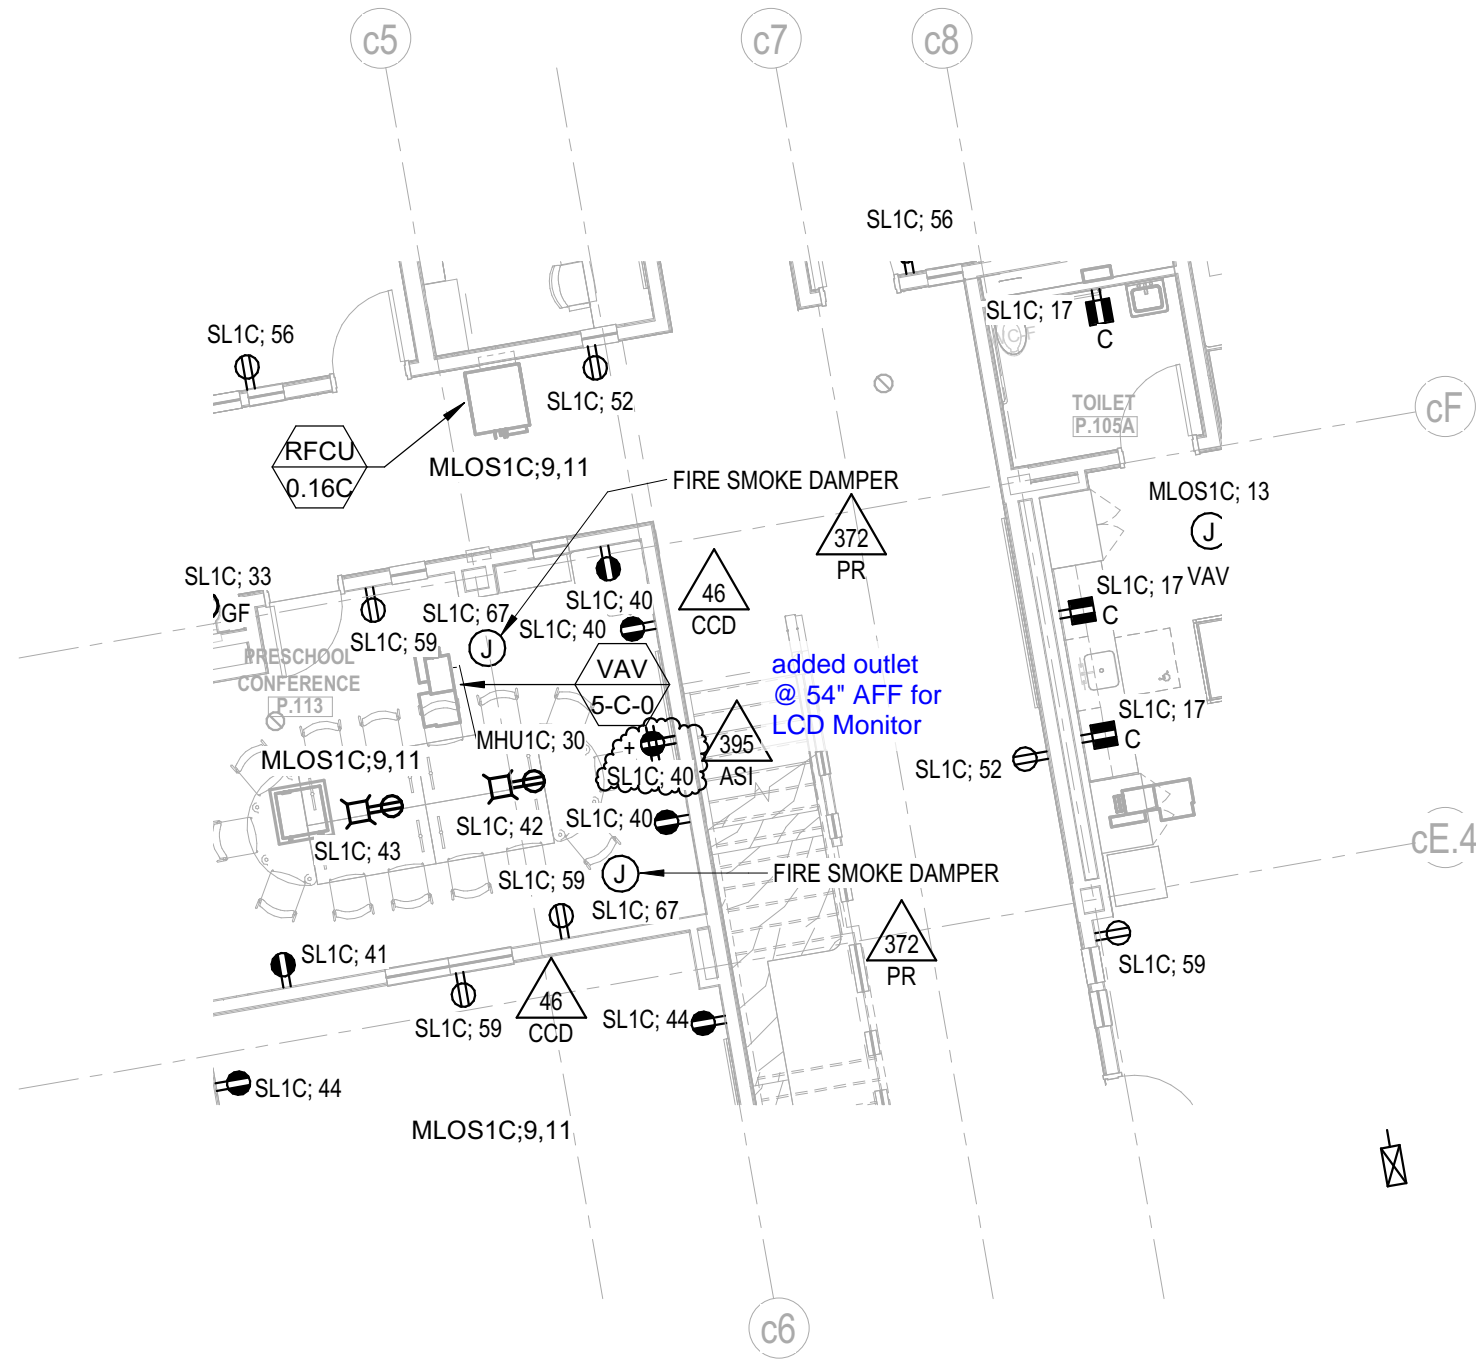 c5
c7
c8
SL1C; 56
SL1C; 17
C
SL1C; 56
SL1C; 52
TOILET
P.105A
cF
RFCU
0.16C
MLOS1C;9,11
FIRE SMOKE DAMPER
MLOS1C; 13
J
VAV
372
PR
SL1C; 33
GF
SL1C; 59
SL1C; 67
J
SL1C; 40
SL1C; 40
46
CCD
SL1C; 17
C
PRESCHOOL
CONFERENCE
P.113
VAV
5-C-0
added outlet
@ 54" AFF for
LCD Monitor
SL1C; 17
C
MHU1C; 30
MLOS1C;9,11
+
SL1C; 40
395
ASI
SL1C; 52
SL1C; 42
SL1C; 43
SL1C; 40
cE.4
SL1C; 59
J
FIRE SMOKE DAMPER
SL1C; 67
372
PR
SL1C; 41
SL1C; 59
SL1C; 59
46
CCD
SL1C; 44
SL1C; 44
MLOS1C;9,11
c6